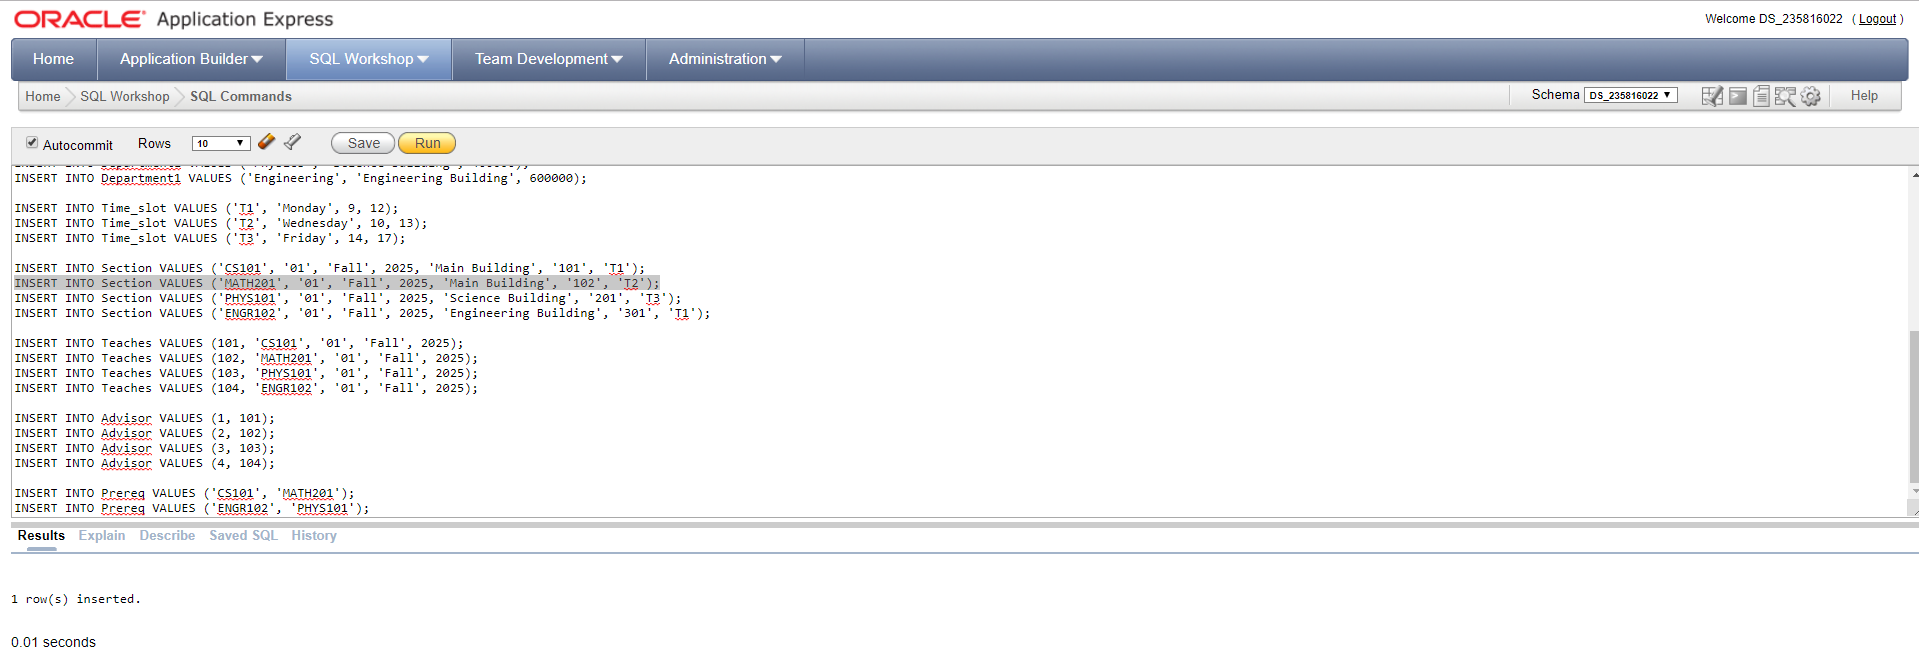 ORACLE Application Express
Welcome DS_235816022 ( Logout )
Home Application Builder SQL Workshop Team Development Administration
Home SQL Workshop SQL Commands Schema DS_235816022 Help
Autocommit Rows 10 Save Run
INSERT INTO Department1 VALUES ('Engineering', 'Engineering Building', 600000);
INSERT INTO Time_slot VALUES ('T1', 'Monday', 9, 12);
INSERT INTO Time_slot VALUES ('T2', 'Wednesday', 10, 13);
INSERT INTO Time_slot VALUES ('T3', 'Friday', 14, 17);
INSERT INTO Section VALUES ('CS101', '01', 'Fall', 2025, 'Main Building', '101', 'T1');
INSERT INTO Section VALUES ('MATH201', '01', 'Fall', 2025, 'Main Building', '102', 'T2');
INSERT INTO Section VALUES ('PHYS101', '01', 'Fall', 2025, 'Science Building', '201', 'T3');
INSERT INTO Section VALUES ('ENGR102', '01', 'Fall', 2025, 'Engineering Building', '301', 'T1');
INSERT INTO Teaches VALUES (101, 'CS101', '01', 'Fall', 2025);
INSERT INTO Teaches VALUES (102, 'MATH201', '01', 'Fall', 2025);
INSERT INTO Teaches VALUES (103, 'PHYS101', '01', 'Fall', 2025);
INSERT INTO Teaches VALUES (104, 'ENGR102', '01', 'Fall', 2025);
INSERT INTO Advisor VALUES (1, 101);
INSERT INTO Advisor VALUES (2, 102);
INSERT INTO Advisor VALUES (3, 103);
INSERT INTO Advisor VALUES (4, 104);
INSERT INTO Prereq VALUES ('CS101', 'MATH201');
INSERT INTO Prereq VALUES ('ENGR102', 'PHYS101');
Results Explain Describe Saved SQL History
1 row(s) inserted.
0.01 seconds